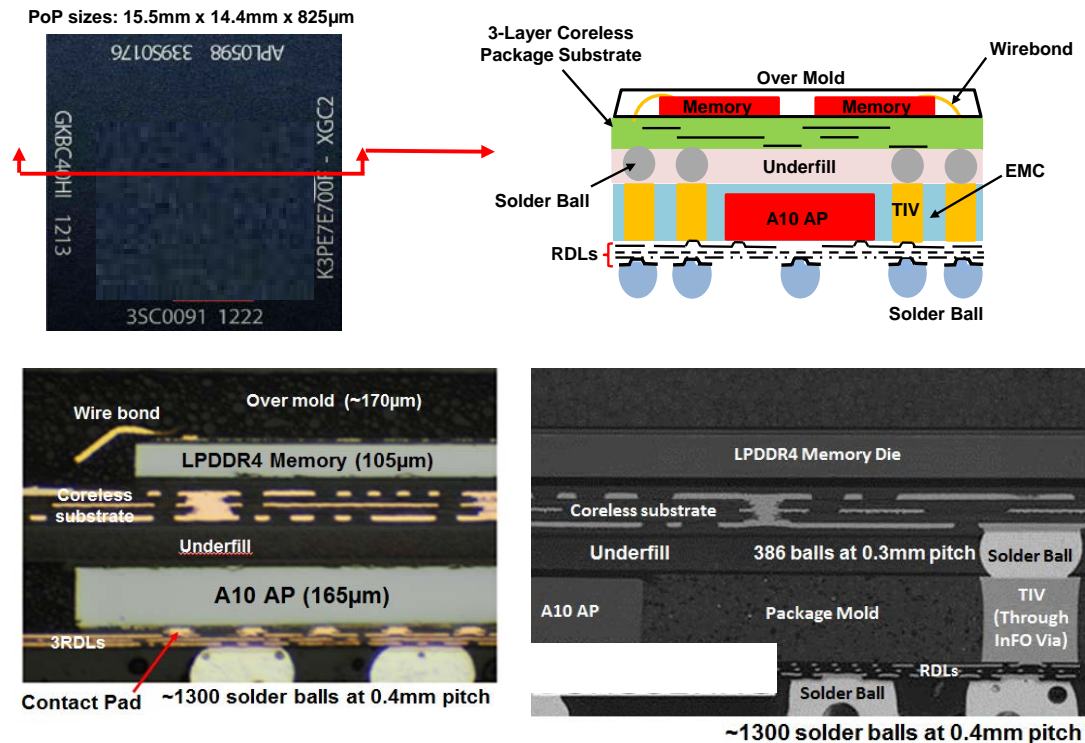 PoP sizes: 15.5mm x 14.4mm x 825µm
339S0176 APL0598
GKBC40HI 1213
K3PE7E700F - XGC2
3SC0091 1222
3-Layer Coreless
Package Substrate
Wirebond
Over Mold
Memory
Memory
Underfill
EMC
Solder Ball
A10 AP
TIV
RDLs
Solder Ball
Over mold (~170µm)
Wire bond
LPDDR4 Memory (105µm)
Coreless
substrate
Underfill
A10 AP (165µm)
3RDLs
Contact Pad
~1300 solder balls at 0.4mm pitch
LPDDR4 Memory Die
Coreless substrate
Underfill
386 balls at 0.3mm pitch
Solder Ball
A10 AP
Package Mold
TIV
(Through
InFO Via)
RDLs
Solder Ball
~1300 solder balls at 0.4mm pitch